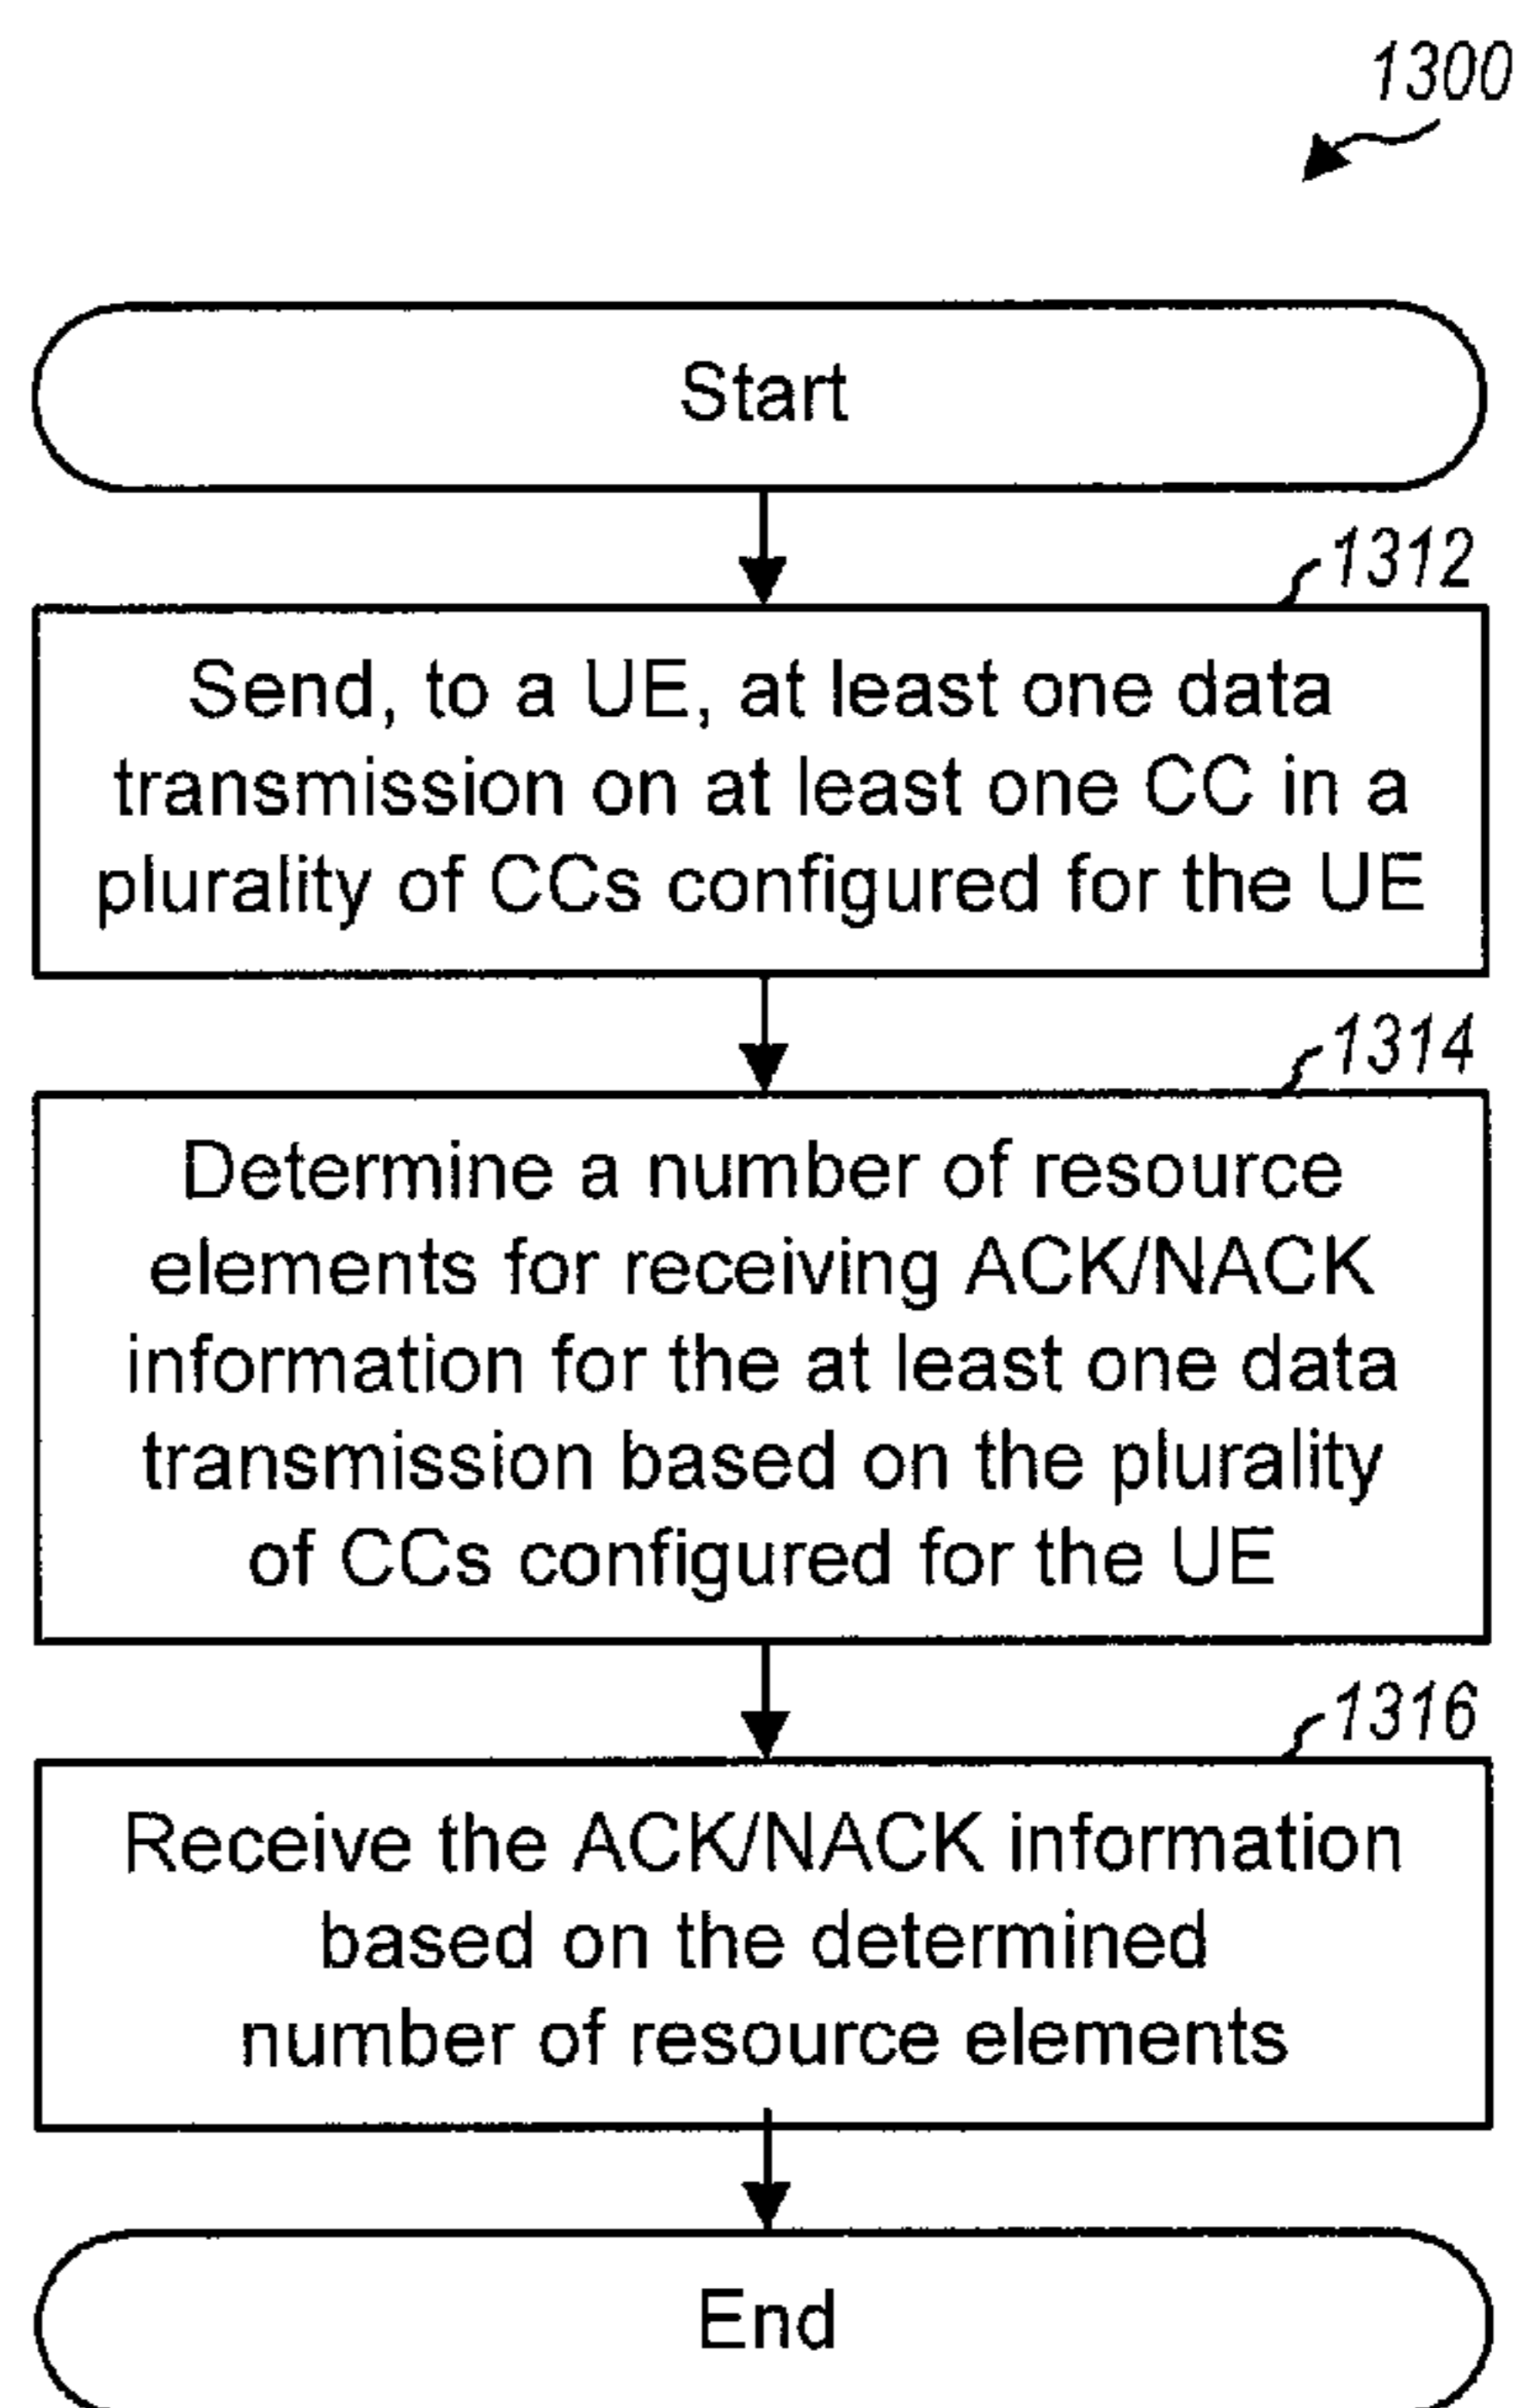 1300
Start
1312
Send, to a UE, at least one data
transmission on at least one CC in a
plurality of CCs configured for the UE
1314
Determine a number of resource
elements for receiving ACK/NACK
information for the at least one data
transmission based on the plurality
of CCs configured for the UE
1316
Receive the ACK/NACK information
based on the determined
number of resource elements
End